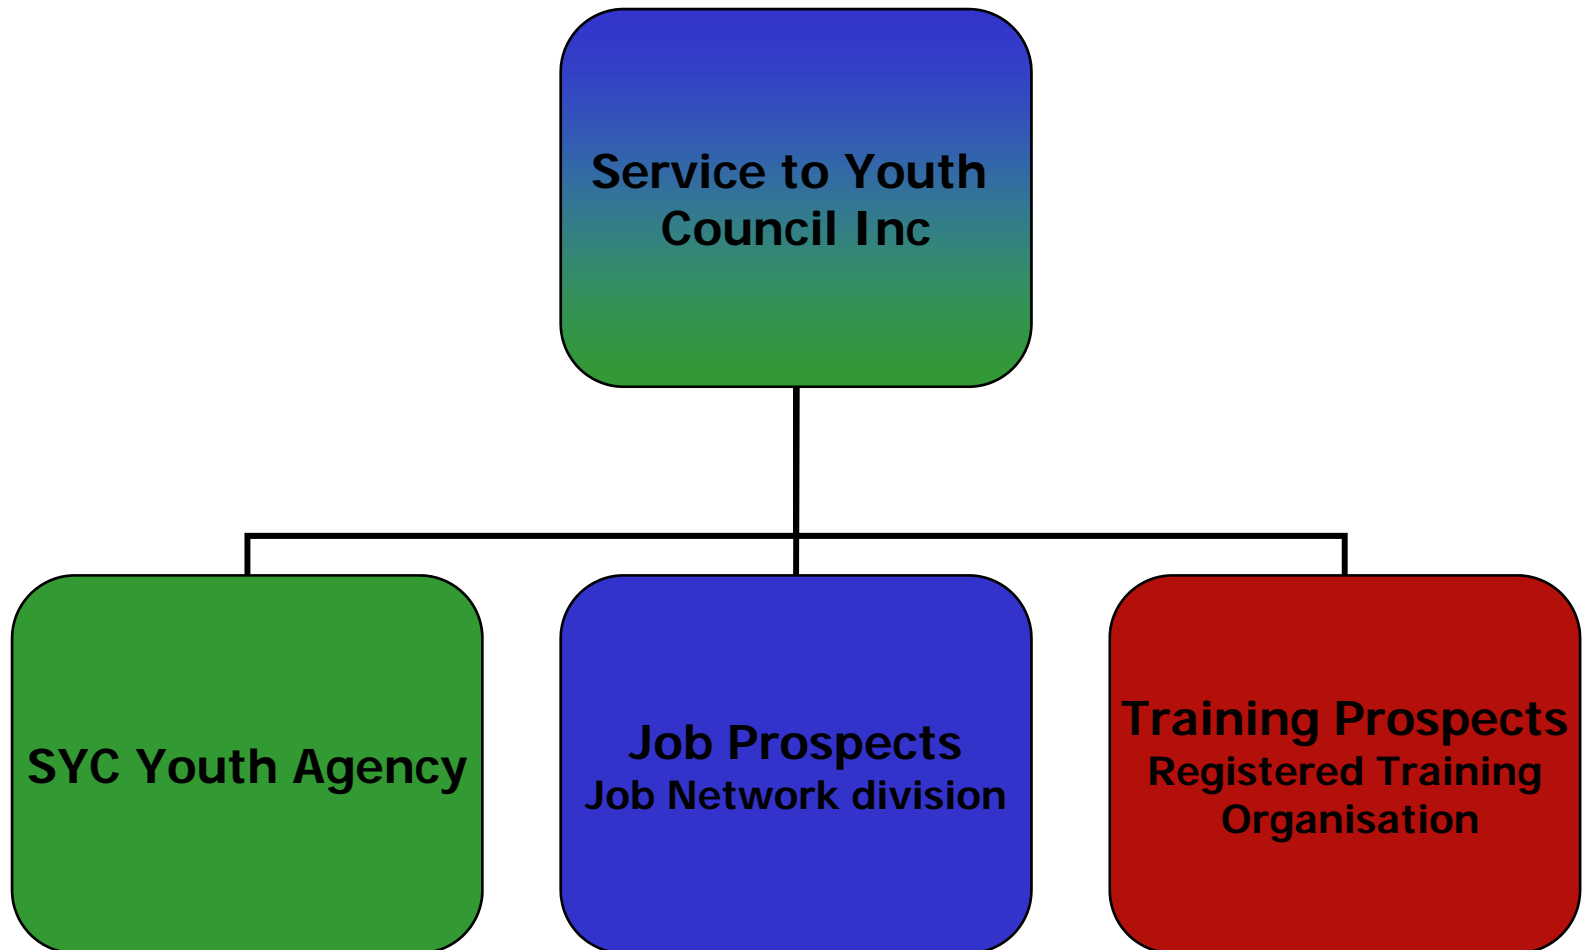 Service to Youth
Council Inc
SYC Youth Agency
Job Prospects
Job Network division
Training Prospects
Registered Training
Organisation